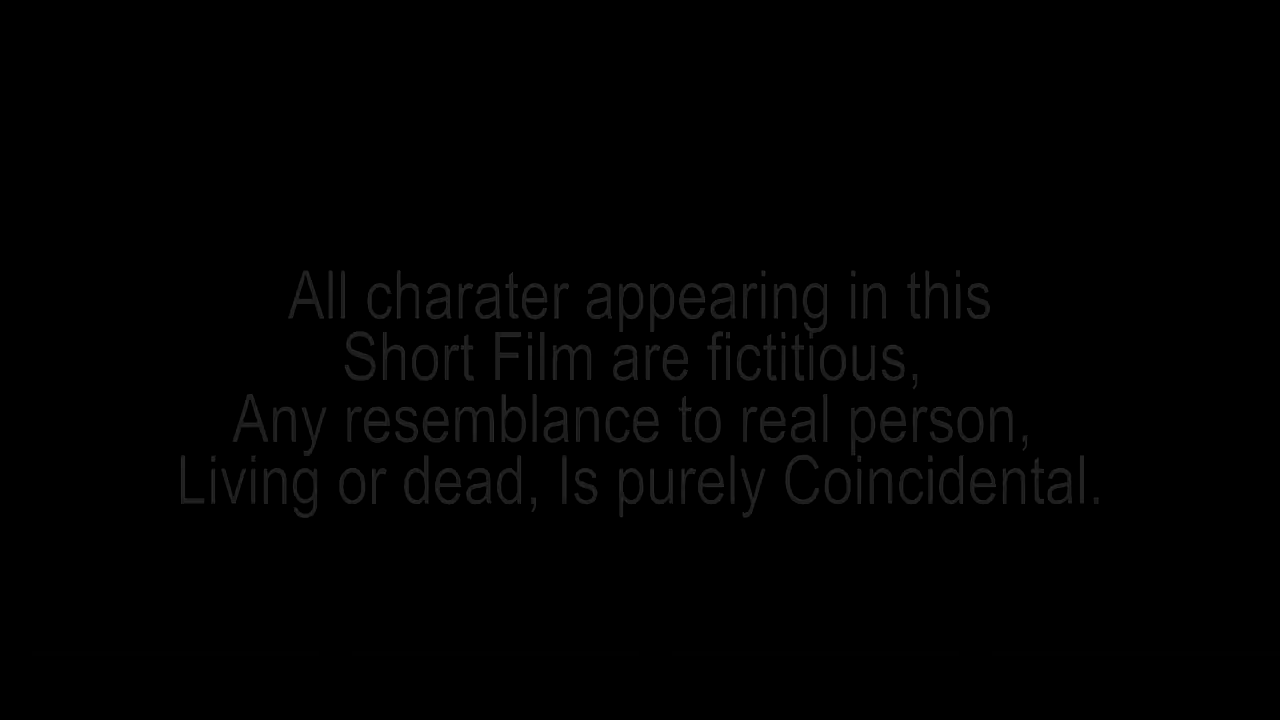 All charater appearing in this
Short Film are fictitious,
Any resemblance to real person,
Living or dead, Is purely Coincidental.